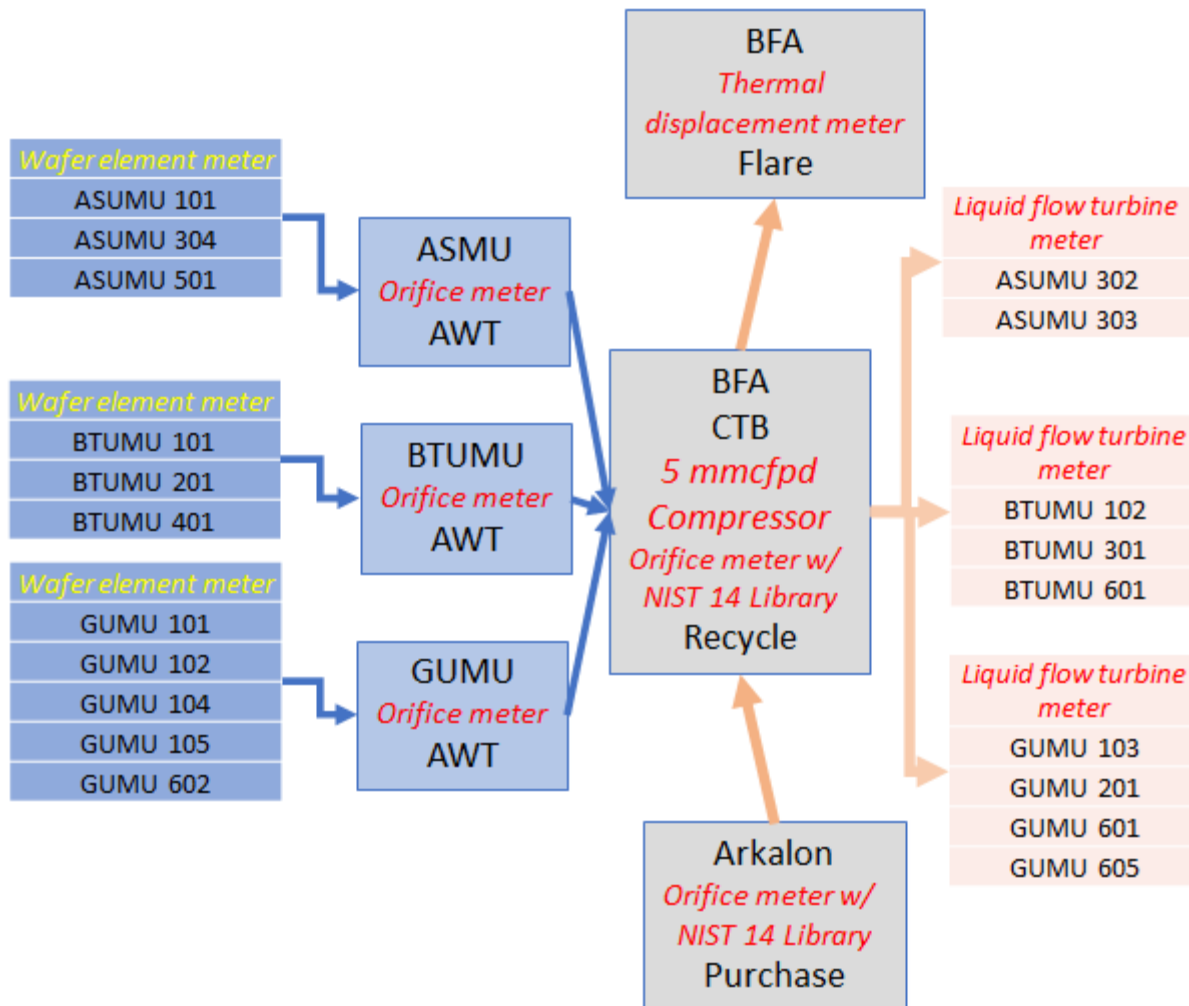 BFA
Thermal
displacement meter
Flare
Wafer element meter
ASUMU 101
ASUMU 304
ASUMU 501
ASMU
Orifice meter
AWT
Wafer element meter
BTUMU 101
BTUMU 201
BTUMU 401
BTUMU
Orifice meter
AWT
Wafer element meter
GUMU 101
GUMU 102
GUMU 104
GUMU 105
GUMU 602
GUMU
Orifice meter
AWT
BFA
CTB
5 mmcfpd
Compressor
Orifice meter w/
NIST 14 Library
Recycle
Arkalon
Orifice meter w/
NIST 14 Library
Purchase
Liquid flow turbine
meter
ASUMU 302
ASUMU 303
Liquid flow turbine
meter
BTUMU 102
BTUMU 301
BTUMU 601
Liquid flow turbine
meter
GUMU 103
GUMU 201
GUMU 601
GUMU 605